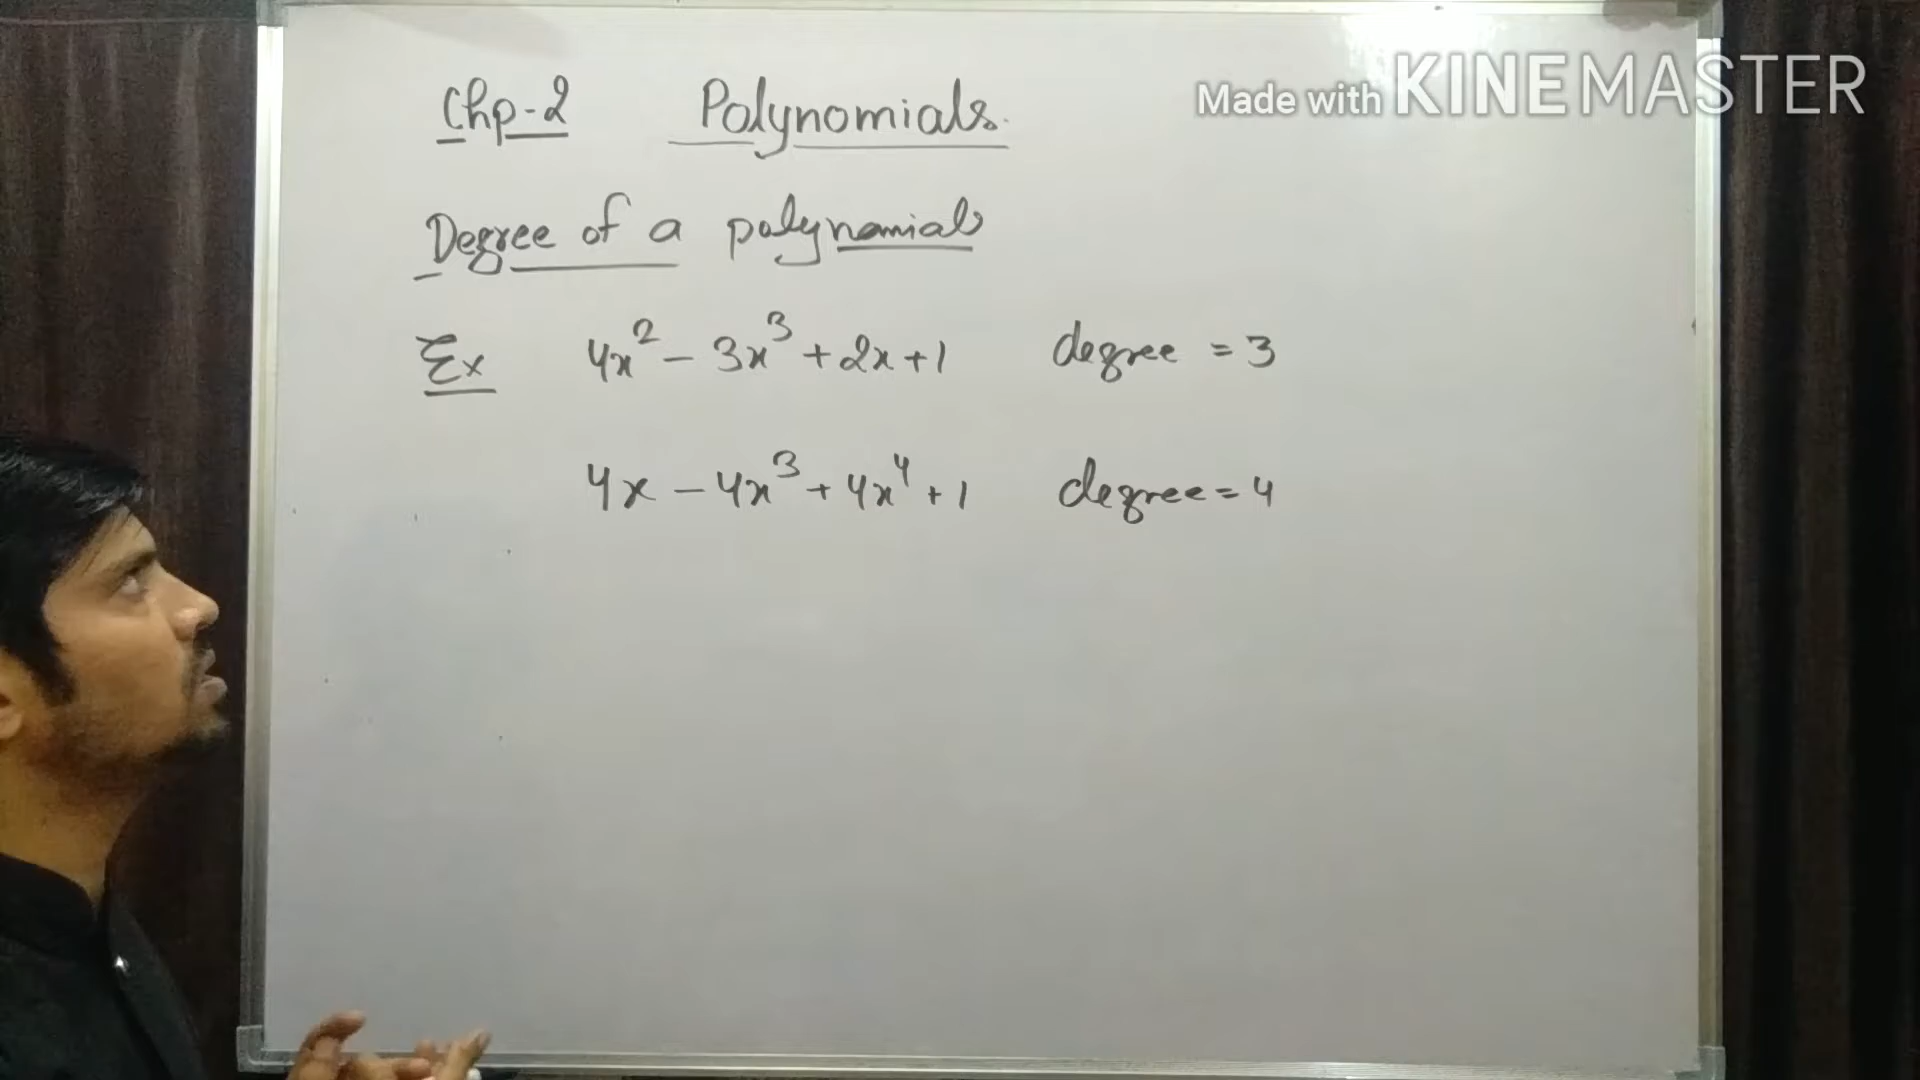 Chp-2 Polynomials.
Made with KINEMASTER
Degree of a polynomials
Ex 4x² - 3x³ + 2x + 1 degree = 3
4x - 4x³ + 4x⁴ + 1 degree = 4